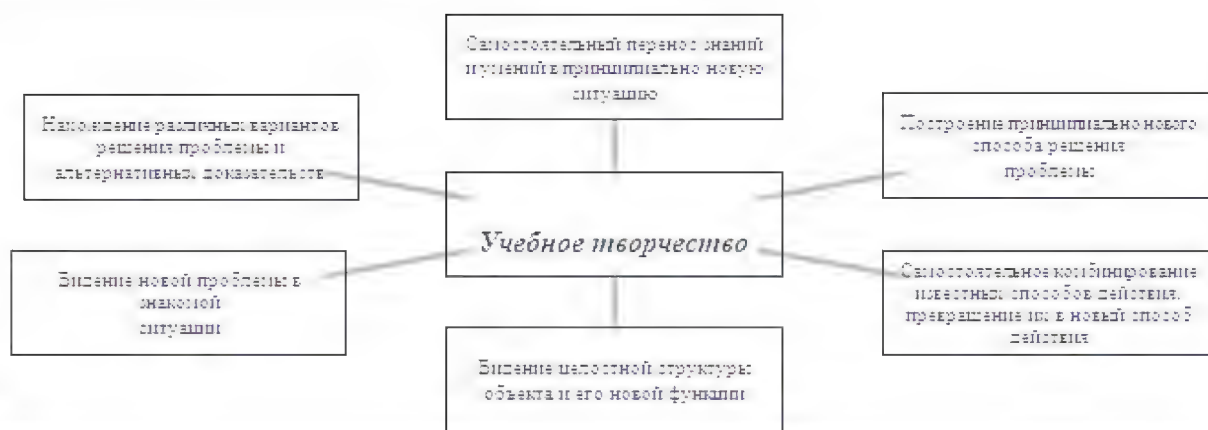 Самостоятельный перенос знаний
и умений в принципиально новую
ситуацию
Нахождение различных вариантов
решения проблемы и
альтернативных доказательств
Построение принципиально нового
способа решения
проблемы
Учебное творчество
Видение новой проблемы в
знакомой
ситуации
Самостоятельное комбинирование
известных способов действия,
превращение их в новый способ
действия
Видение целостной структуры
объекта и его новой функции